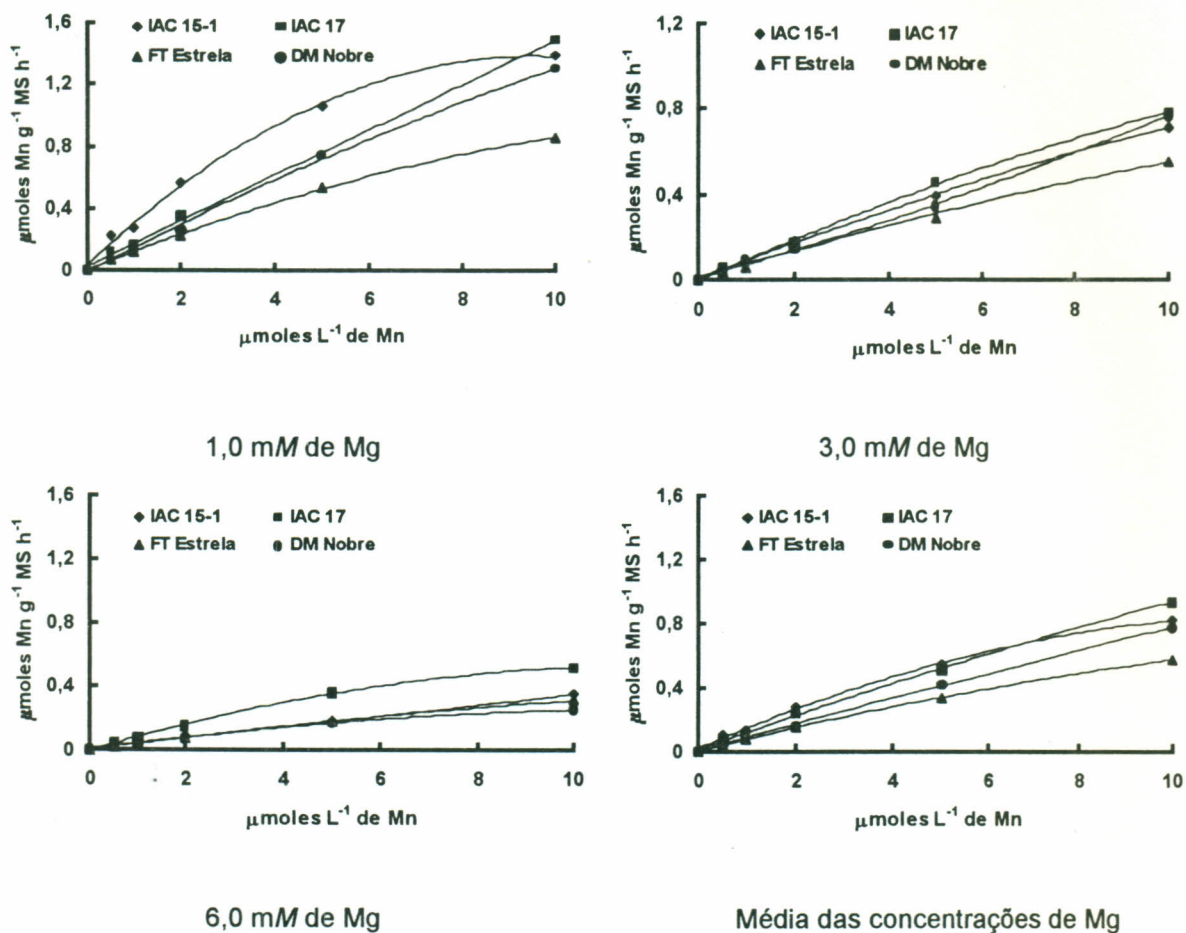 μmoles Mn g⁻¹ MS h⁻¹
1,6
1,2
0,8
0,4
0
IAC 15-1 IAC 17
FT Estrela DM Nobre
0 2 4 6 8 10
μmoles L⁻¹ de Mn
1,0 mM de Mg
μmoles Mn g⁻¹ MS h⁻¹
1,2
0,8
0,4
0
IAC 15-1 IAC 17
FT Estrela DM Nobre
0 2 4 6 8 10
μmoles L⁻¹ de Mn
3,0 mM de Mg
μmoles Mn g⁻¹ MS h⁻¹
1,6
1,2
0,8
0,4
0
IAC 15-1 IAC 17
FT Estrela DM Nobre
0 2 4 6 8 10
μmoles L⁻¹ de Mn
6,0 mM de Mg
μmoles Mn g⁻¹ MS h⁻¹
1,6
1,2
0,8
0,4
0
IAC 15-1 IAC 17
FT Estrela DM Nobre
0 2 4 6 8 10
μmoles L⁻¹ de Mn
Média das concentrações de Mg